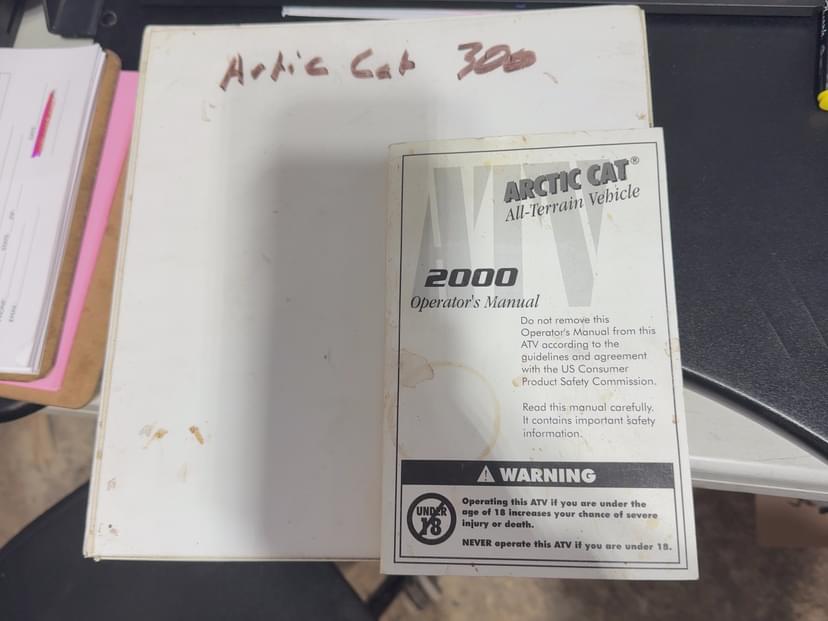 Artic Cat 300
ARCTIC CAT®
All-Terrain Vehicle
ATV
2000
Operator's Manual
Do not remove this
Operator's Manual from this
ATV according to the
guidelines and agreement
with the US Consumer
Product Safety Commission.
Read this manual carefully.
It contains important safety
information.
WARNING
UNDER
18
Operating this ATV if you are under the
age of 18 increases your chance of severe
injury or death.
NEVER operate this ATV if you are under 18.